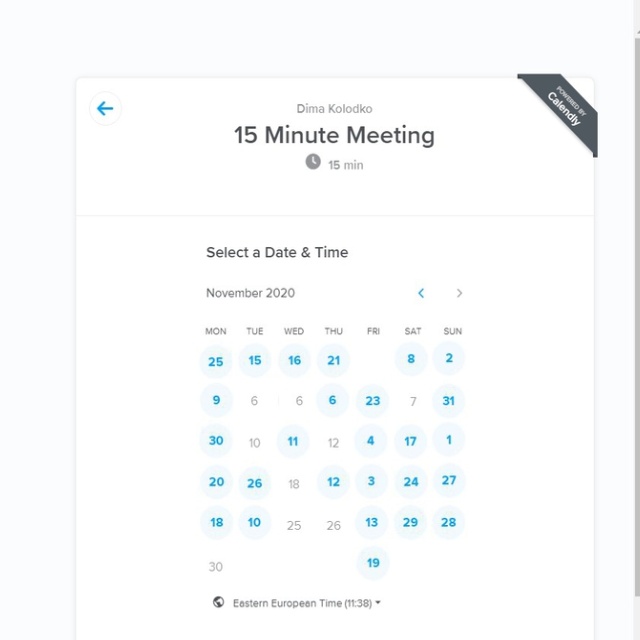 POWERED BY
Calendly
Dima Kolodko
15 Minute Meeting
15 min
Select a Date & Time
November 2020
MON TUE WED THU FRI SAT SUN
25 15 16 21 8 2
9 6 6 6 23 7 31
30 10 11 12 4 17 1
20 26 18 12 3 24 27
18 10 25 26 13 29 28
30 19
Eastern European Time (11:38)